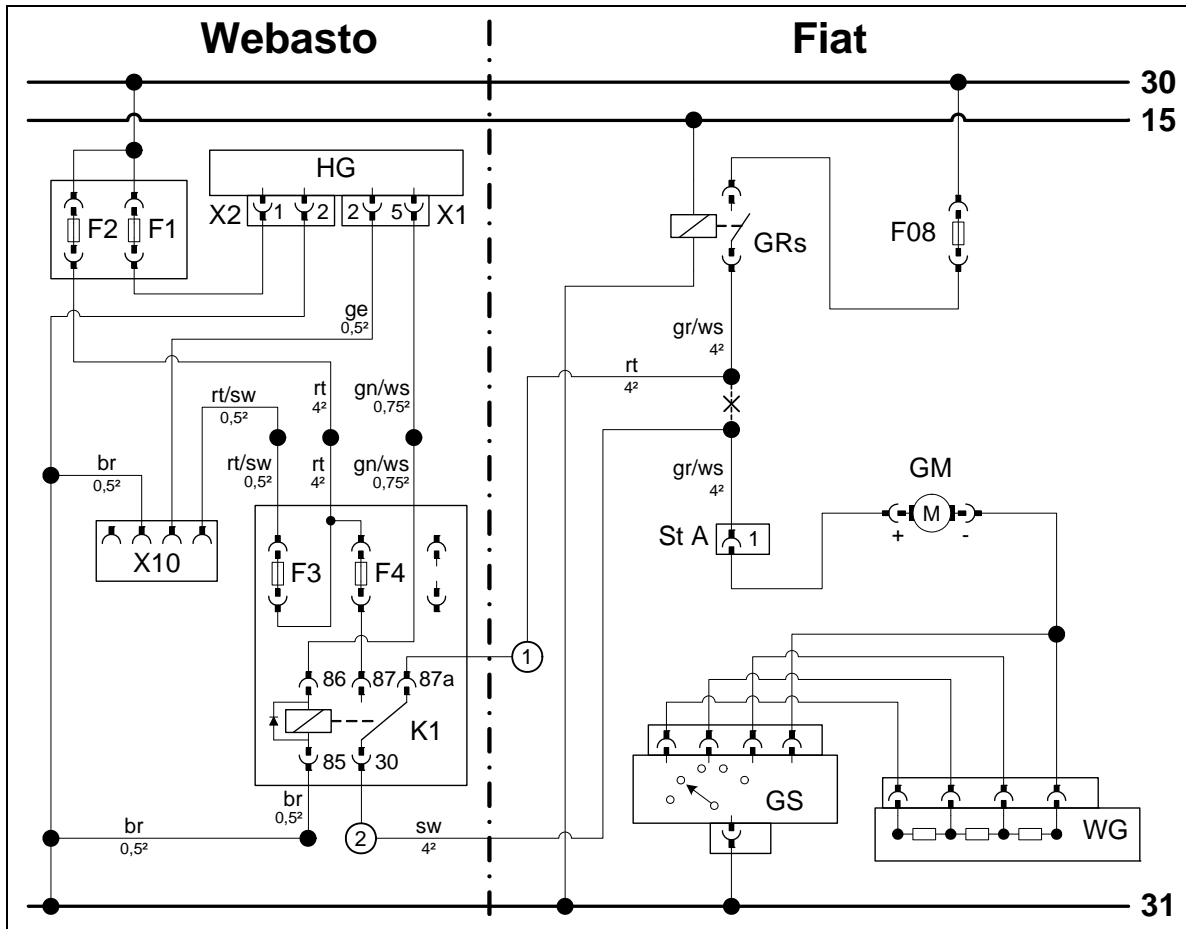 Webasto
Fiat
30
15
HG
X2 1 2 2 5 X1
F2 F1
GRs
F08
ge
0,5²
gr/ws
4²
rt
4²
rt/sw
0,5²
rt
4²
gn/ws
0,75²
br
0,5²
rt/sw
0,5²
rt
4²
gn/ws
0,75²
gr/ws
4²
GM
M
+ -
St A 1
X10
F3 F4
1
86 87 87a
K1
85 30
GS
WG
br
0,5²
br
0,5²
2
sw
4²
31